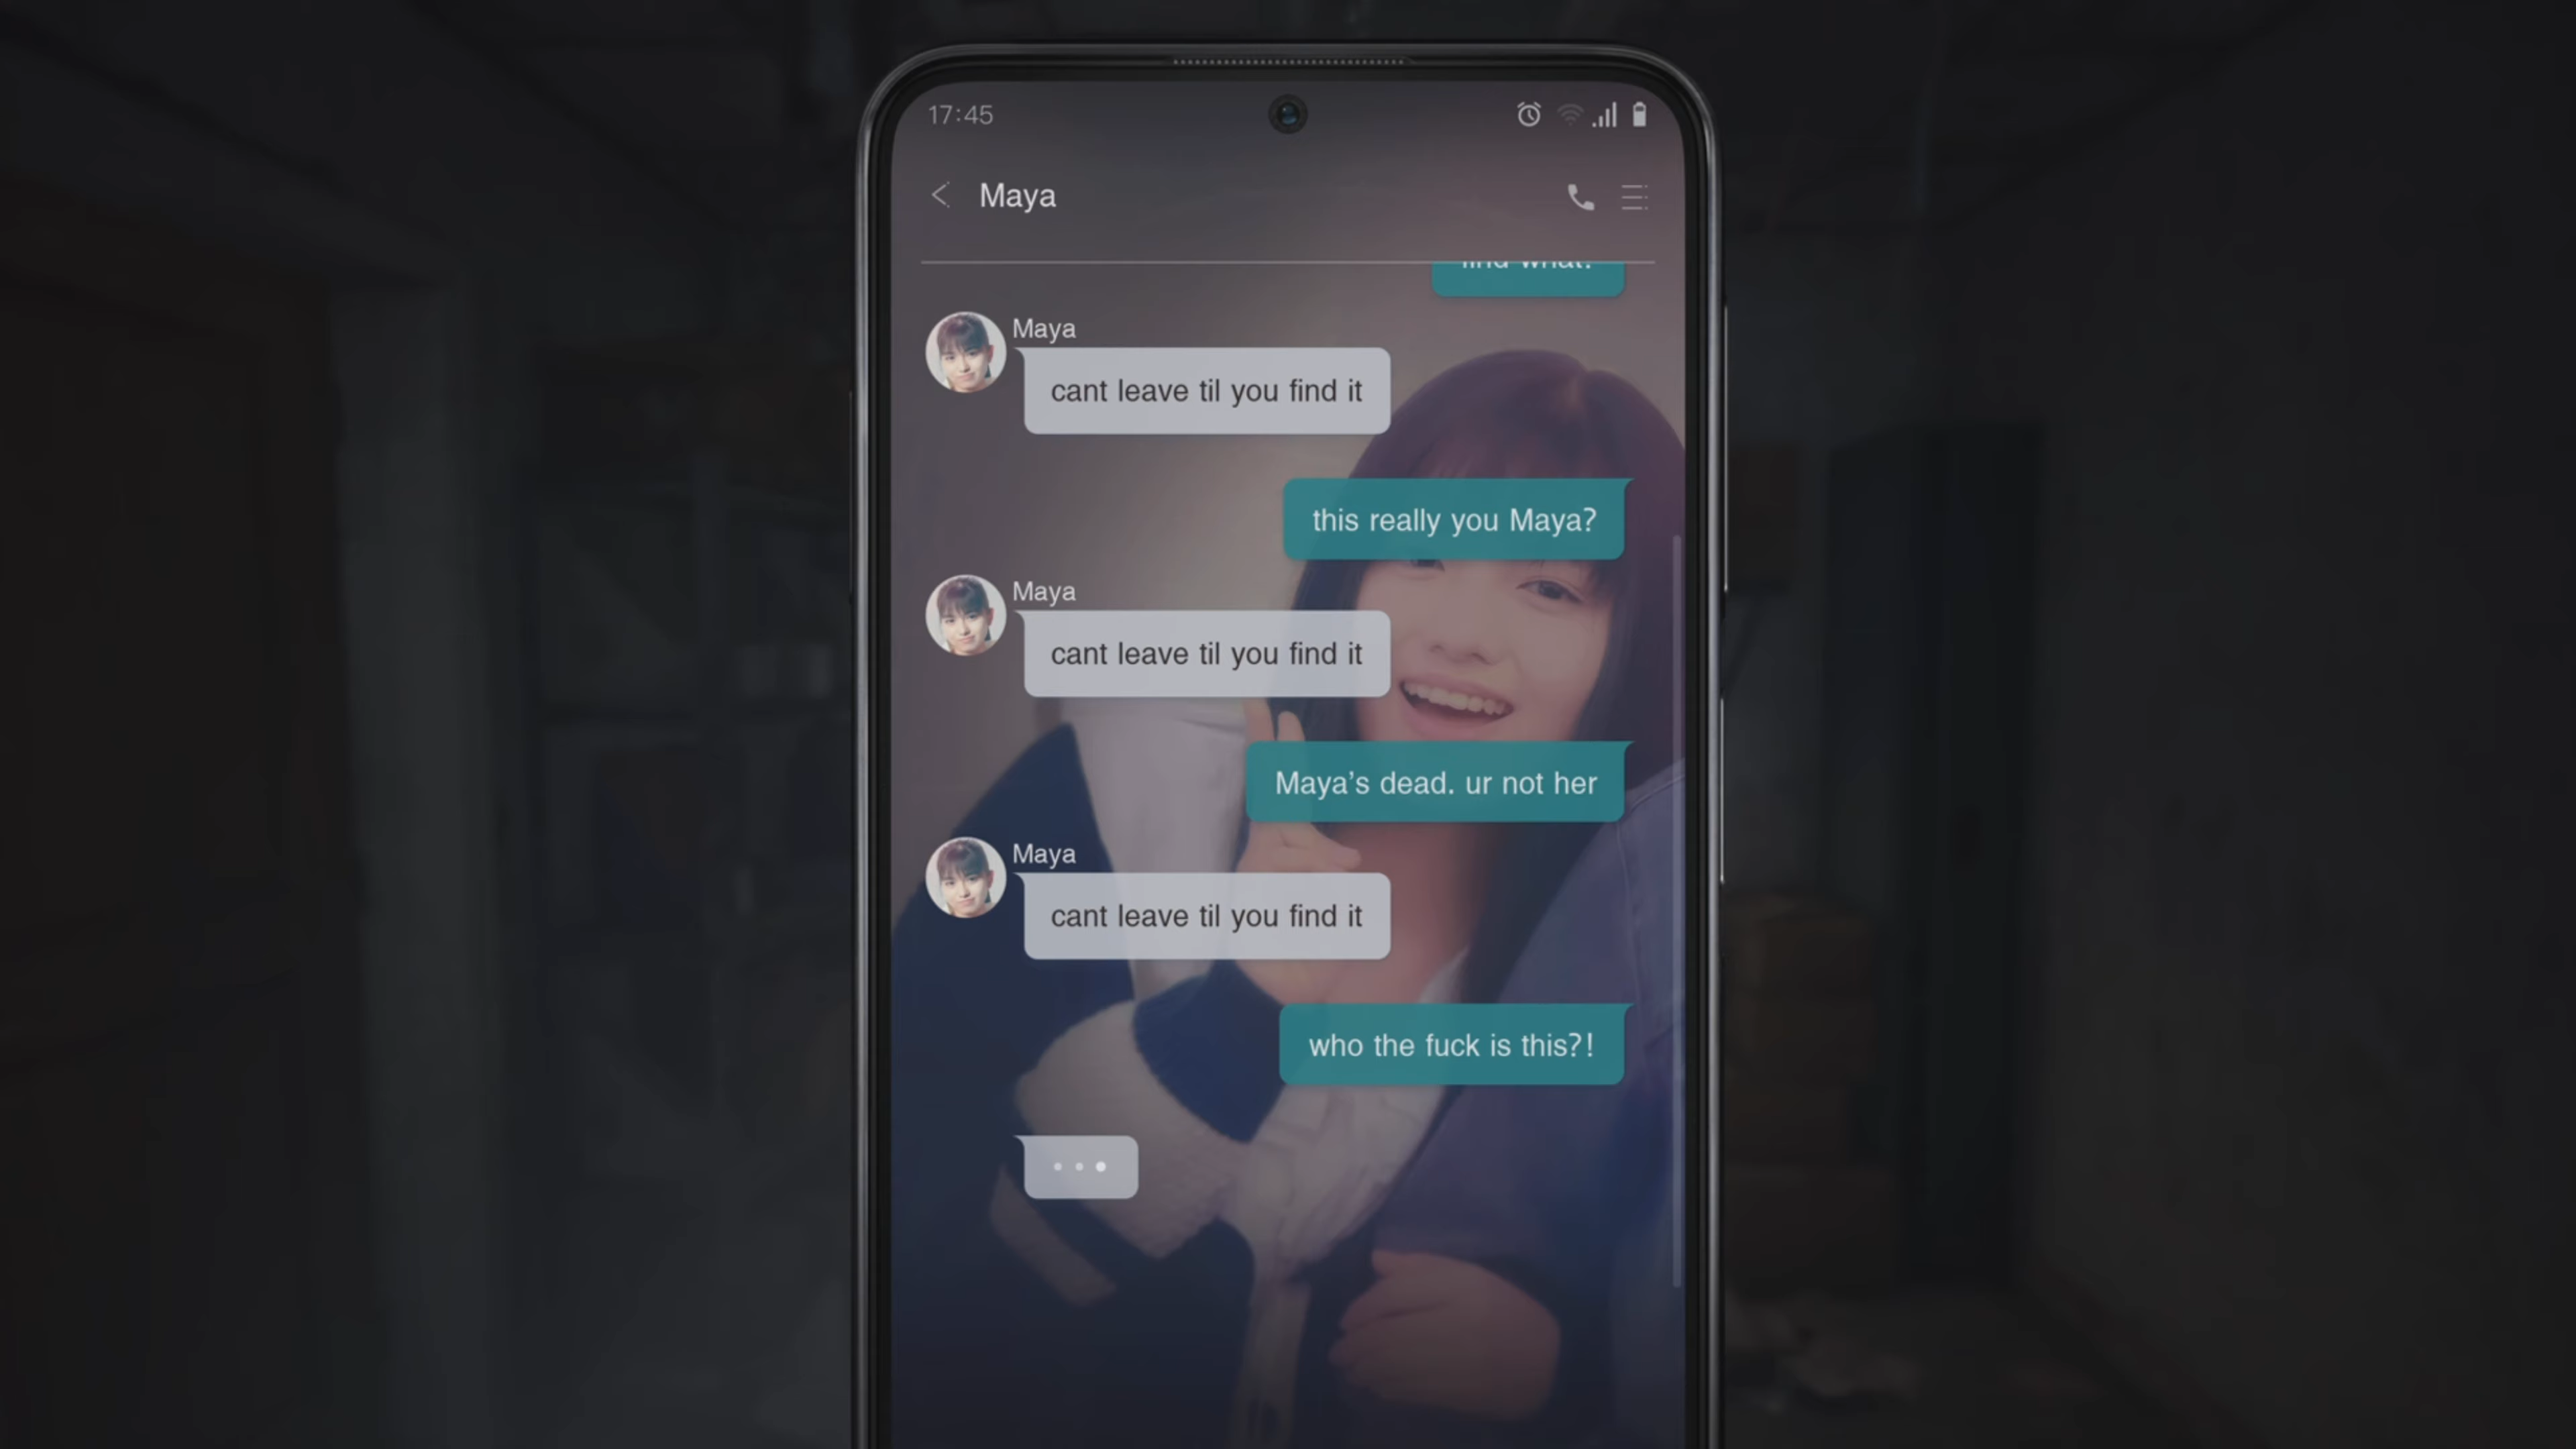 17:45
Maya
find what?
Maya
cant leave til you find it
this really you Maya?
Maya
cant leave til you find it
Maya’s dead. ur not her
Maya
cant leave til you find it
who the fuck is this?!